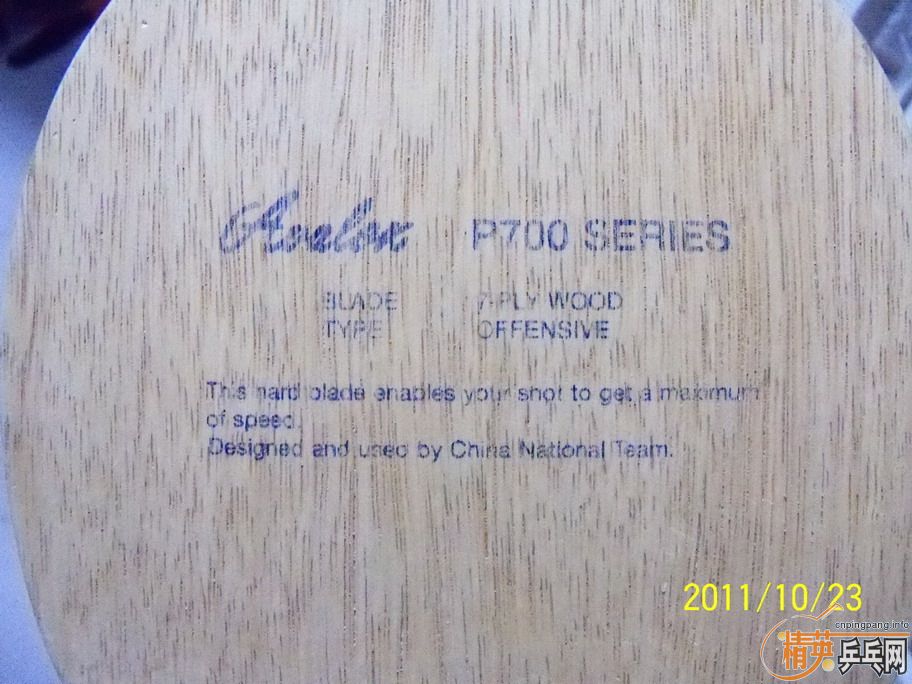 Avalox P700 SERIES
BLADE 7-PLY WOOD
TYPE OFFENSIVE
This hard blade enables your shot to get a maximum
of speed.
Designed and used by China National Team.
2011/10/23
cnpingpang.info
精英乒乓网